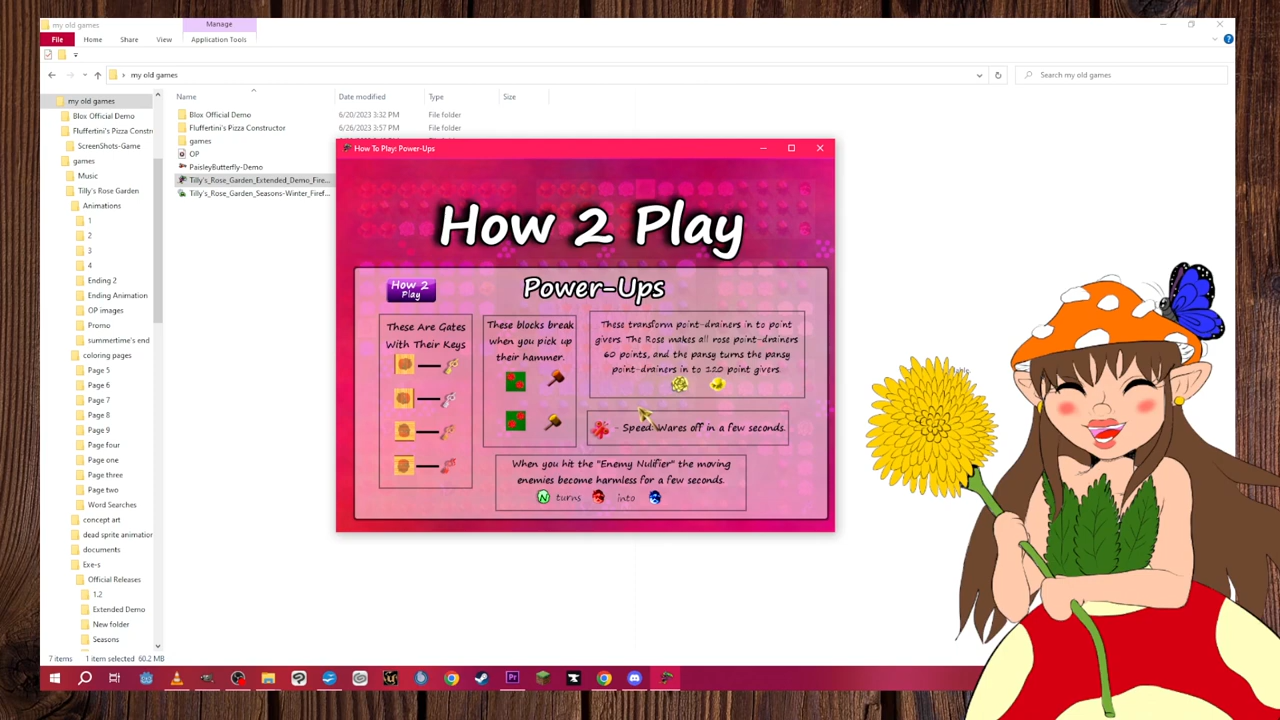 my old games
Manage
File
Home
Share
View
Application Tools
my old games
Search my old games
Name
Date modified
Type
Size
my old games
Blox Official Demo
Fluffertini's Pizza Constr
ScreenShots-Game
games
Music
Tilly's Rose Garden
Animations
1
2
3
4
Ending 2
Ending Animation
OP images
Promo
summertime's end
coloring pages
Page 5
Page 6
Page 7
Page 8
Page 9
Page four
Page one
Page three
Page two
Word Searches
concept art
dead sprite animation
documents
Exe-s
Official Releases
1.2
Extended Demo
New folder
Seasons
Blox Official Demo 6/20/2023 3:32 PM File folder
Fluffertini's Pizza Constructor 6/26/2023 3:57 PM File folder
games
OP
PaisleyButterfly-Demo
Tilly's_Rose_Garden_Extended_Demo_Fire...
Tilly's_Rose_Garden_Seasons-Winter_Firef...
How To Play: Power-Ups
How 2 Play
How 2
Play
Power-Ups
These Are Gates
With Their Keys
These blocks break
when you pick up
their hammer.
These transform point-drainers in to point
givers. The Rose makes all rose point-drainers
60 points, and the pansy turns the pansy
point-drainers in to 220 point givers.
- Speed: Wares off in a few seconds.
When you hit the "Enemy Nulifier" the moving
enemies become harmless for a few seconds.
N turns into
7 items
1 item selected 60.2 MB